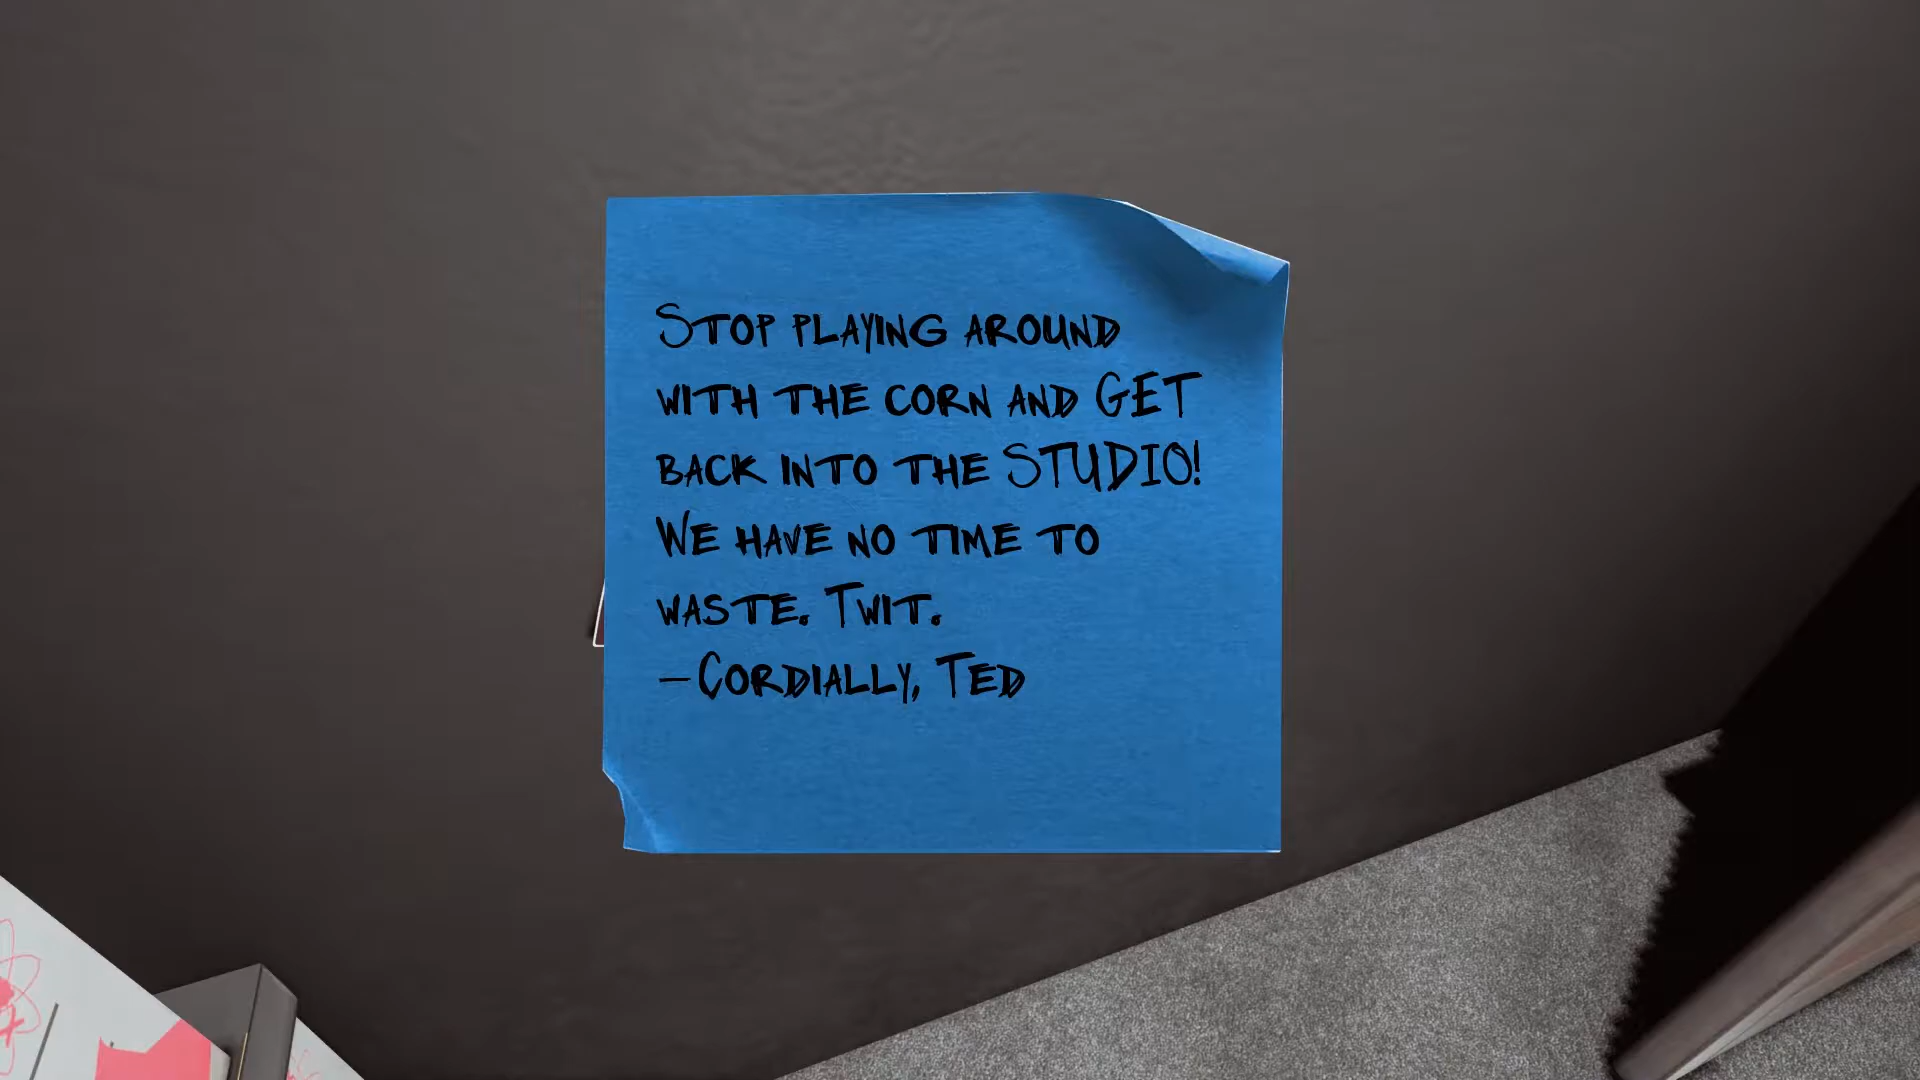 Stop playing around
with the corn and GET
back into the STUDIO!
We have no time to
waste. Twit.
—Cordially, Ted